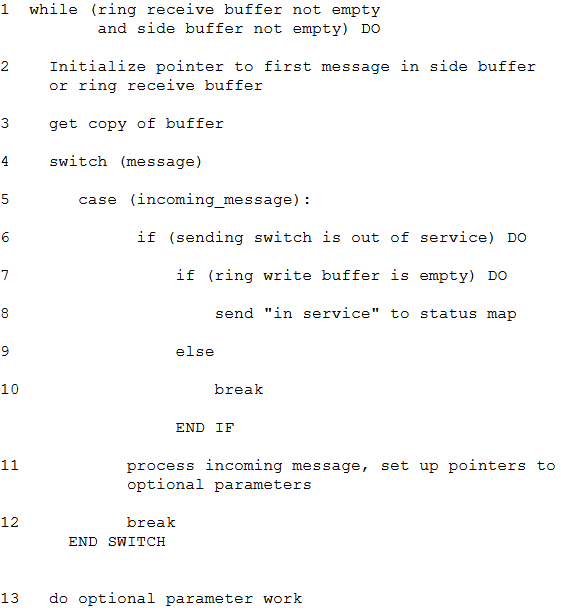 1  while (ring receive buffer not empty
          and side buffer not empty) DO
2    Initialize pointer to first message in side buffer
     or ring receive buffer
3    get copy of buffer
4    switch (message)
5       case (incoming_message):
6             if (sending switch is out of service) DO
7                 if (ring write buffer is empty) DO
8                     send "in service" to status map
9                 else
10                    break
                  END IF
11           process incoming message, set up pointers to
             optional parameters
12           break
       END SWITCH
13   do optional parameter work